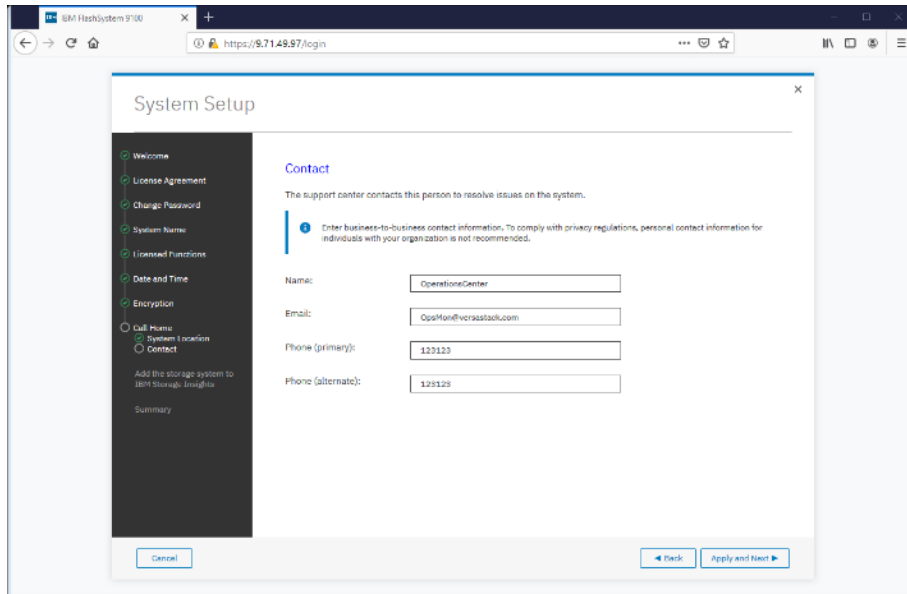 IBM FlashSystem 9100
https://9.71.49.97/login
System Setup
Welcome
License Agreement
Change Password
System Name
Licensed Functions
Date and Time
Encryption
Call Home
System Location
Contact
Add the storage system to
IBM Storage Insights
Summary
Contact
The support center contacts this person to resolve issues on the system.
Enter business-to-business contact information. To comply with privacy regulations, personal contact information for
individuals with your organization is not recommended.
Name:
OperationsCenter
Email:
OpsMon@versastack.com
Phone (primary):
123123
Phone (alternate):
123123
Cancel
Back
Apply and Next